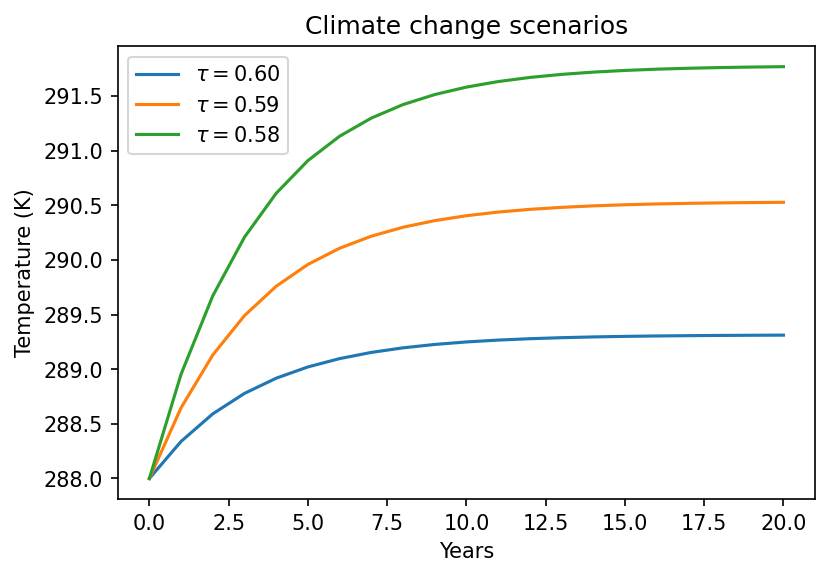 Climate change scenarios
τ = 0.60
τ = 0.59
τ = 0.58
291.5
291.0
290.5
290.0
289.5
289.0
288.5
288.0
Temperature (K)
0.0 2.5 5.0 7.5 10.0 12.5 15.0 17.5 20.0
Years